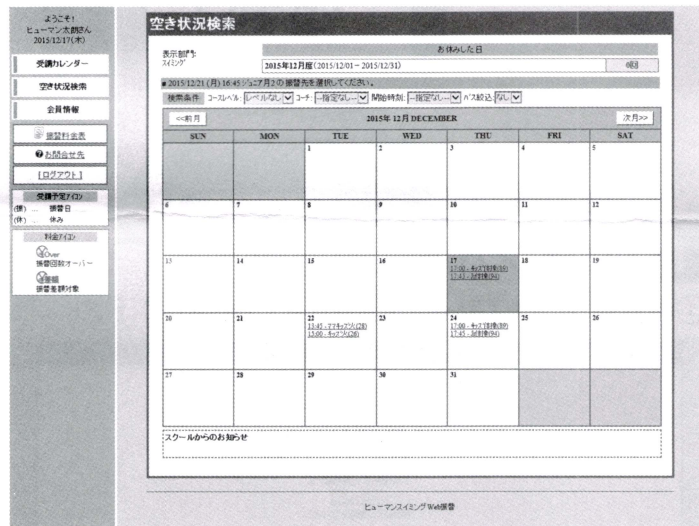 ようこそ!
ヒューマン太朗さん
2015/12/17(木)
受講カレンダー
空き状況検索
会員情報
振替料金表
お問合せ先
[ログアウト]
受講予定アイコン
(振) ... 振替日
(休) ... 休み
料金アイコン
Over
振替回数オーバー
差額
振替差額対象
空き状況検索
表示部門:
スイミング
お休みした日
2015年12月度(2015/12/01-2015/12/31)
■2015/12/21 (月) 16:45 ジュニア月2の振替先を選択してください。
検索条件 コースレベル: レベルなし コーチ: --指定なし-- 開始時刻: --指定なし-- バス絞込: なし
<<前月 2015年 12月 DECEMBER 次月>>
SUN MON TUE WED THU FRI SAT
1 2 3 4 5
6 7 8 9 10 11 12
13 14 15 16 17 18 19
20 21 22 23 24 25 26
27 28 29 30 31
スクールからのお知らせ
ヒューマンスイミングWeb振替